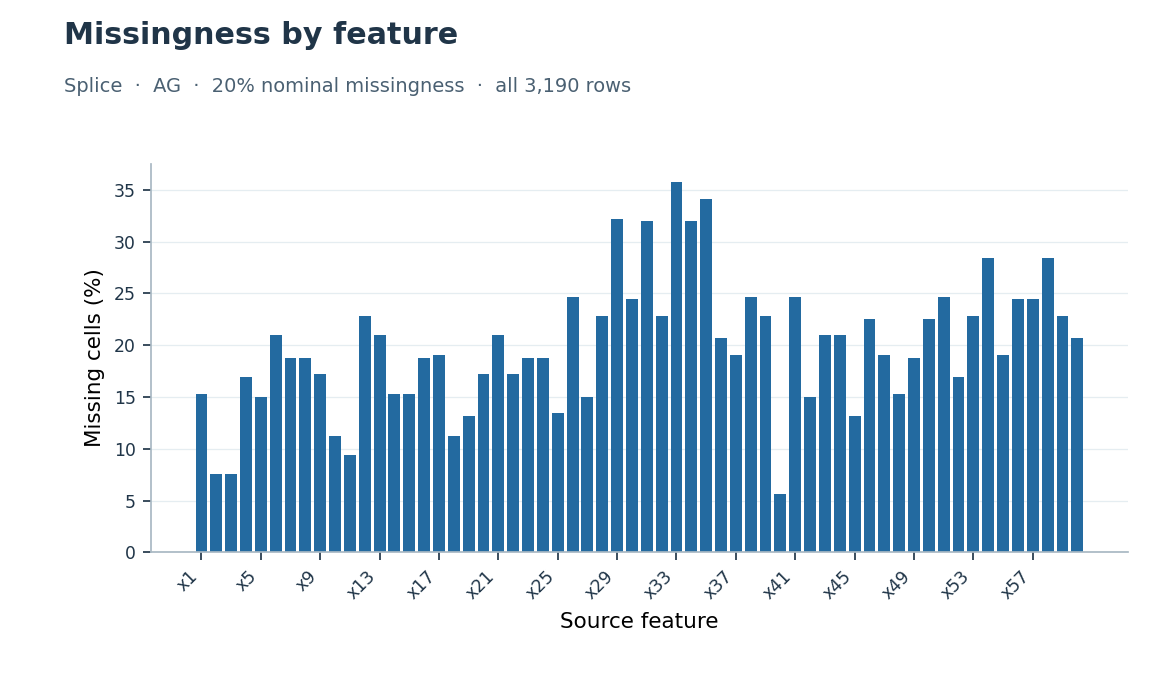 Missingness by feature
Splice · AG · 20% nominal missingness · all 3,190 rows
Missing cells (%)
35
30
25
20
15
10
5
0
x1 x5 x9 x13 x17 x21 x25 x29 x33 x37 x41 x45 x49 x53 x57
Source feature